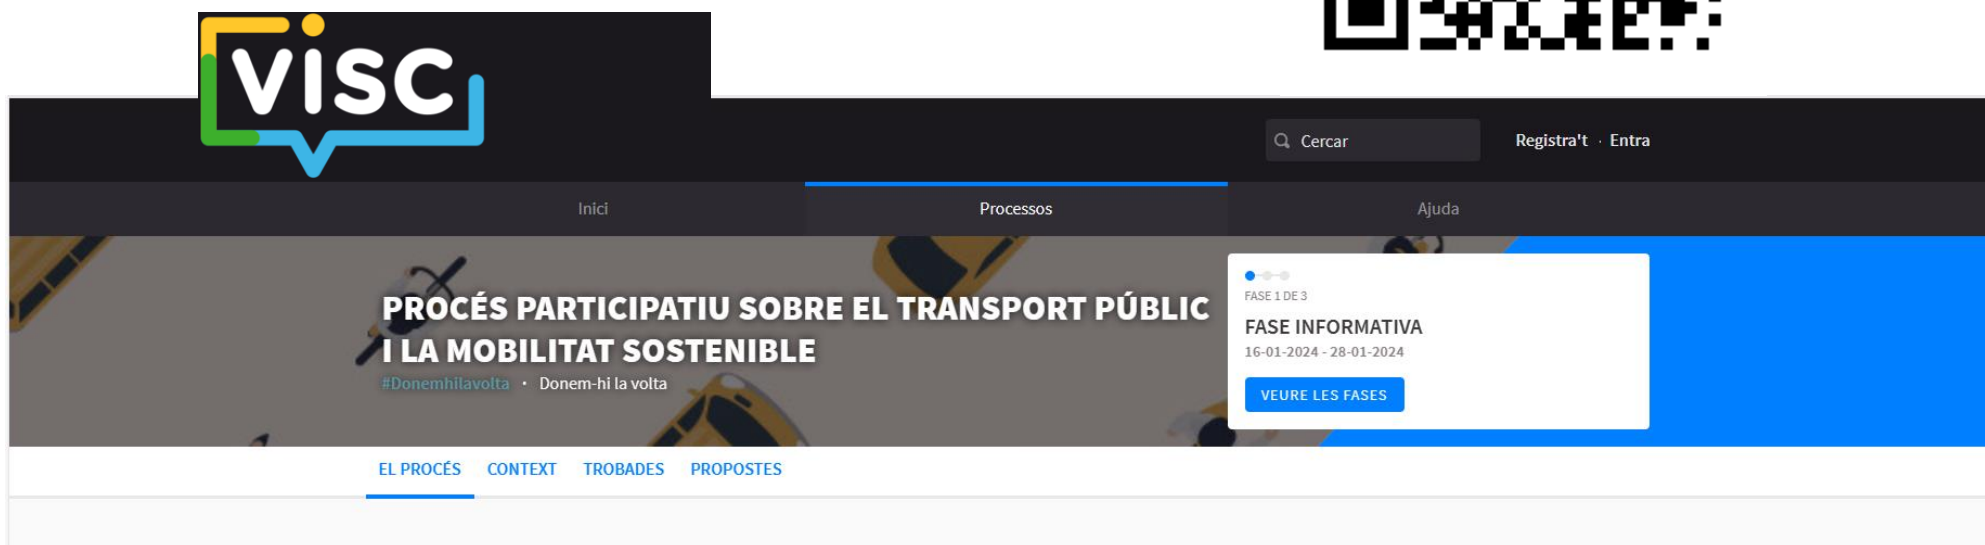 VISC
Cercar
Registra't · Entra
Inici
Processos
Ajuda
PROCÉS PARTICIPATIU SOBRE EL TRANSPORT PÚBLIC
I LA MOBILITAT SOSTENIBLE
#Donemhilavolta · Donem-hi la volta
FASE 1 DE 3
FASE INFORMATIVA
16-01-2024 - 28-01-2024
VEURE LES FASES
EL PROCÉS
CONTEXT
TROBADES
PROPOSTES